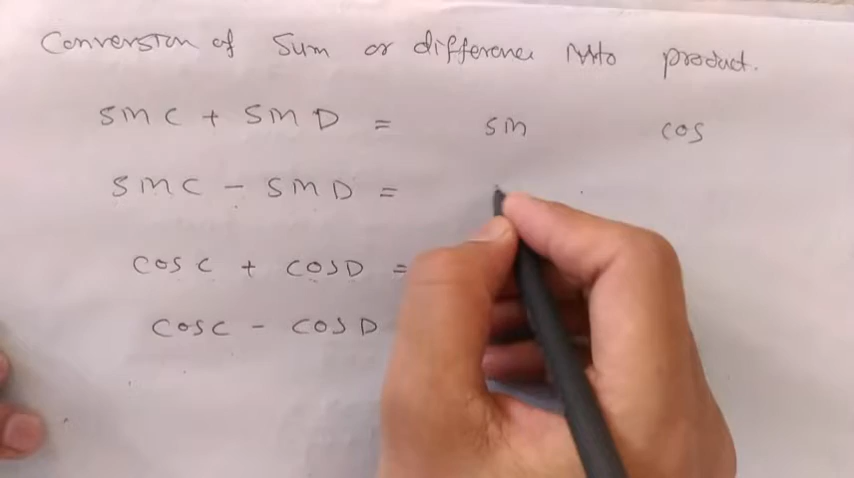 Conversion of Sum or difference into product.
sin C + sin D = sin cos
sin C - sin D =
cos C + cos D =
cos C - cos D